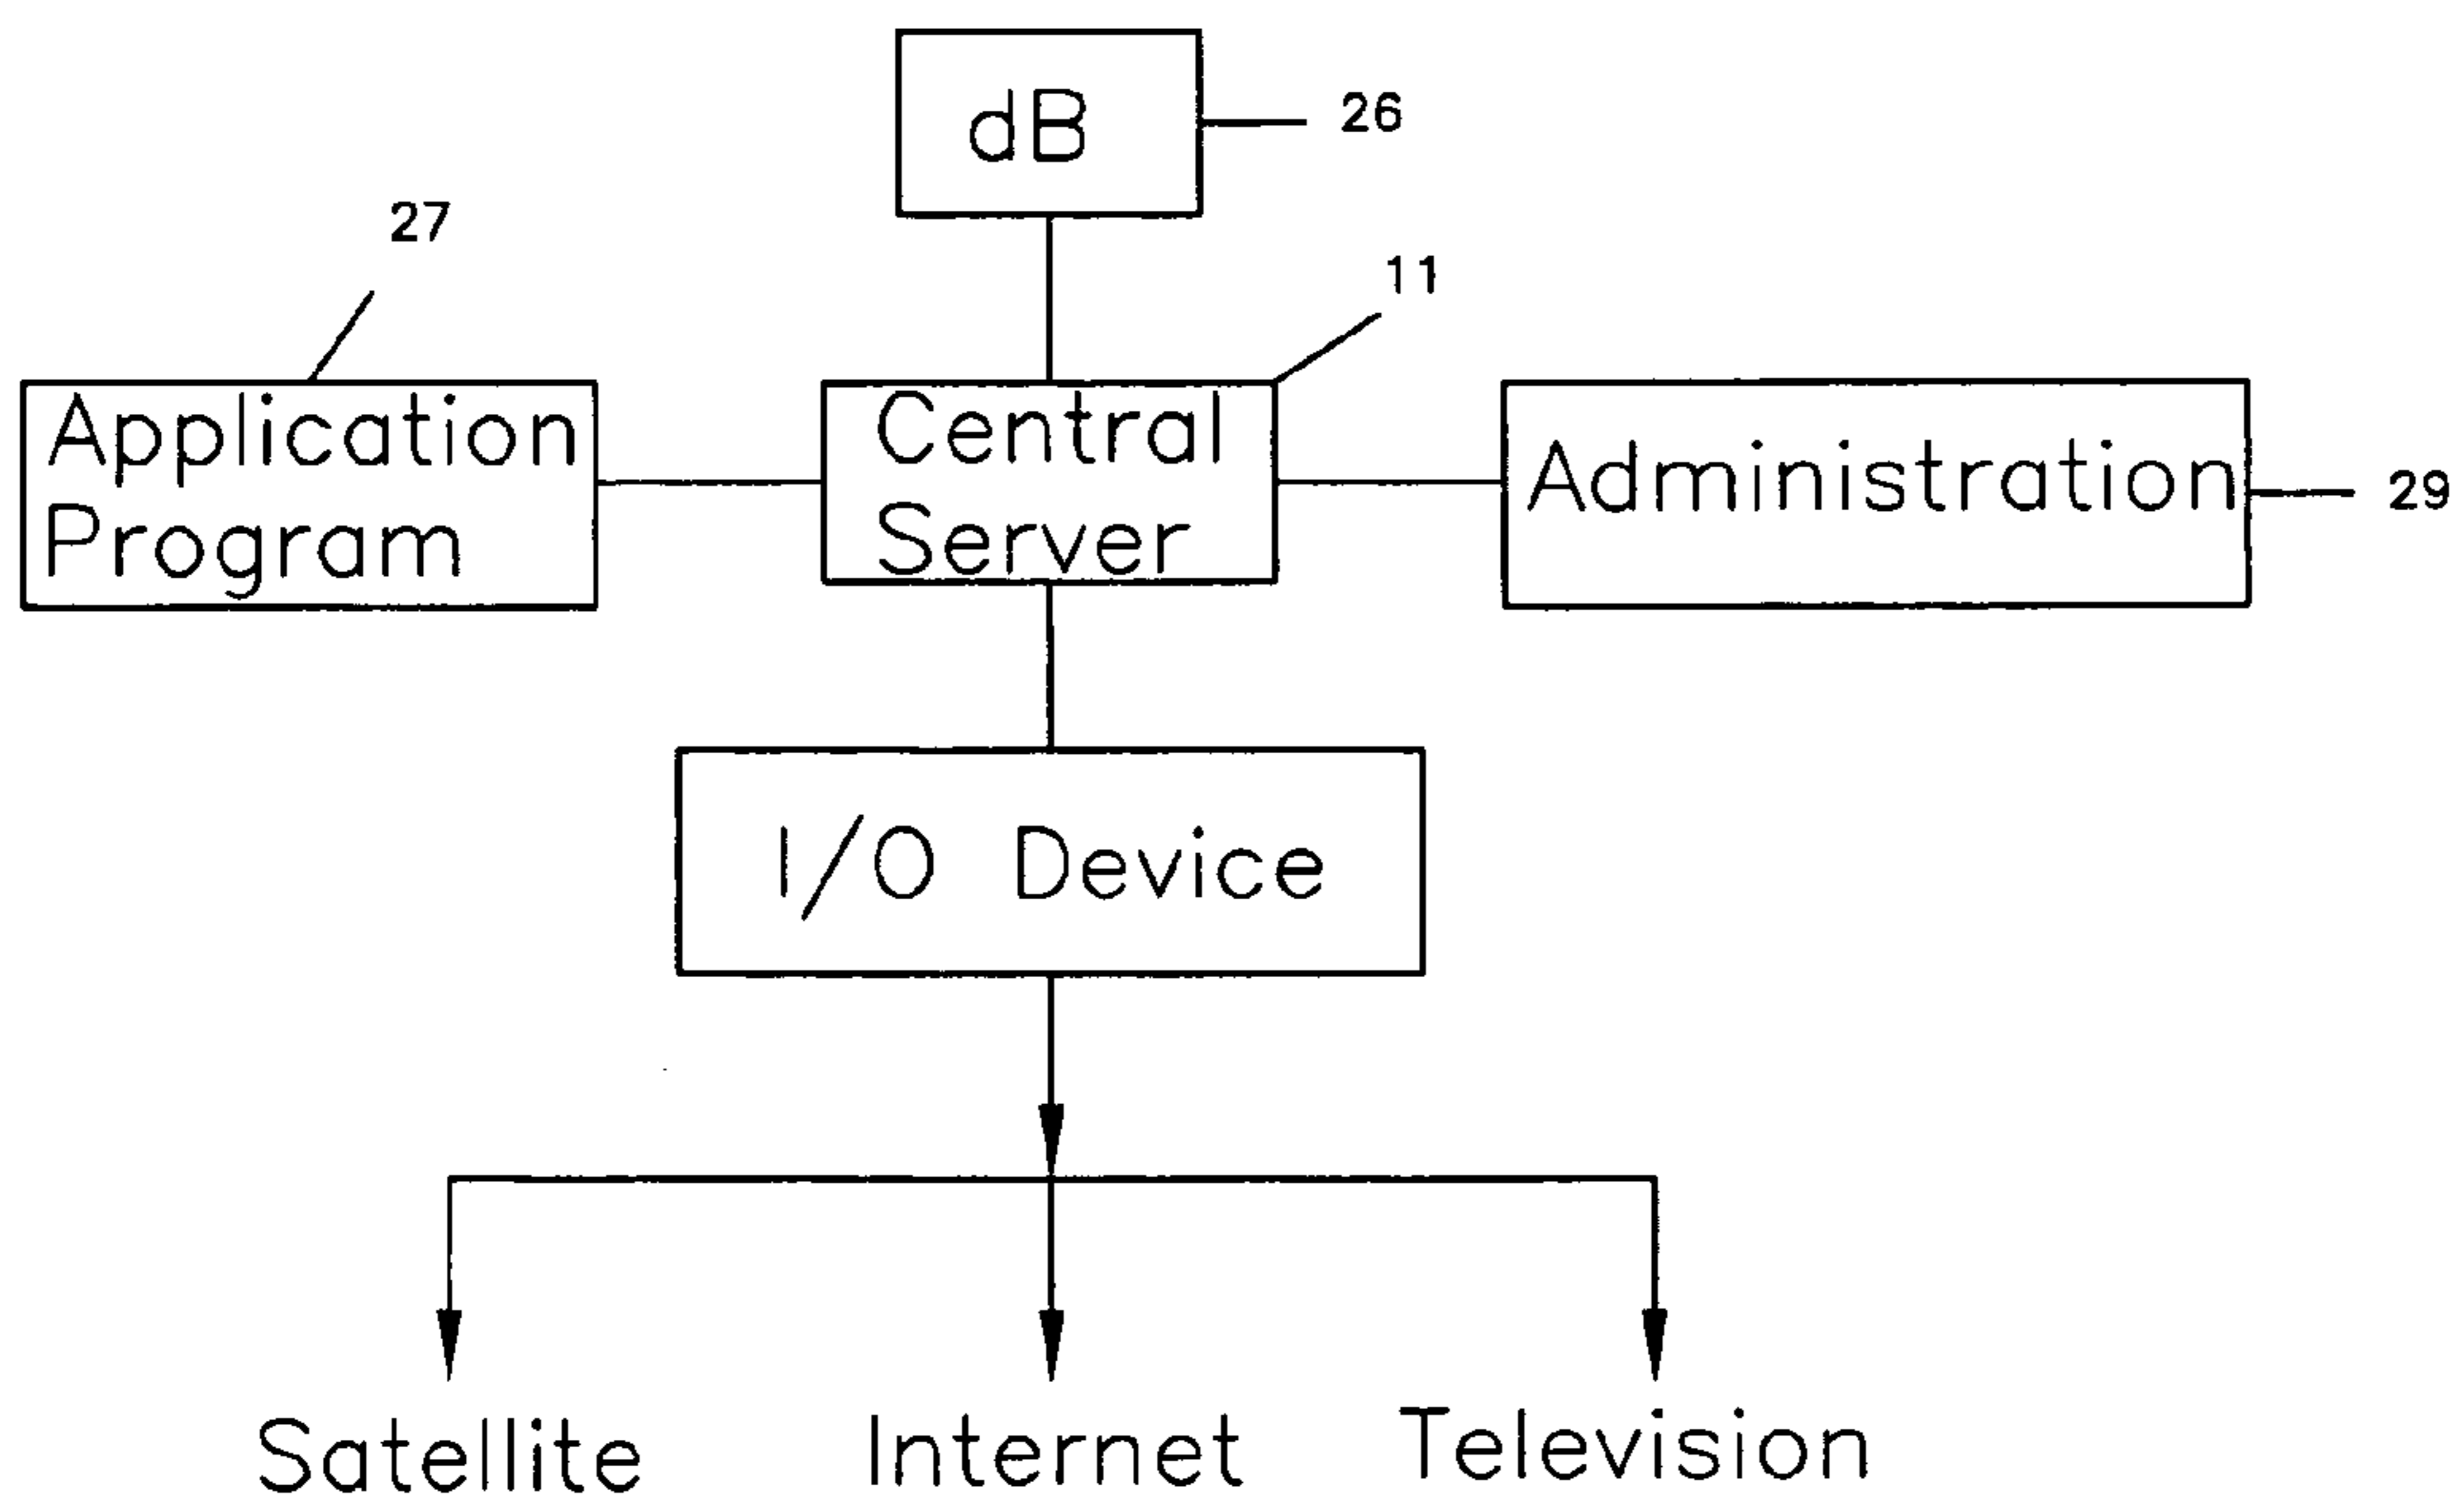 dB
26
27
11
Application
Program
Central
Server
Administration
29
I/O Device
Satellite
Internet
Television